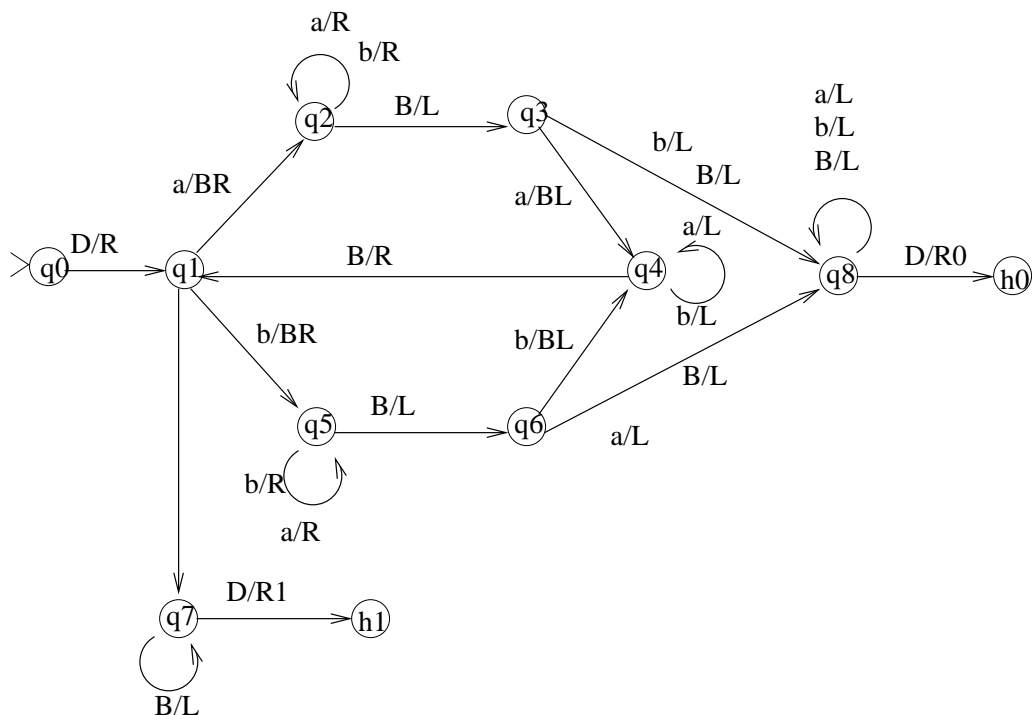 a/R
b/R
q2
B/L
q3
a/L
b/L
B/L
b/L
B/L
a/BR
a/BL
a/L
D/R
B/R
q0
q1
q4
q8
D/R0
h0
b/L
b/BR
b/BL
B/L
B/L
q5
q6
a/L
b/R
a/R
D/R1
q7
h1
B/L